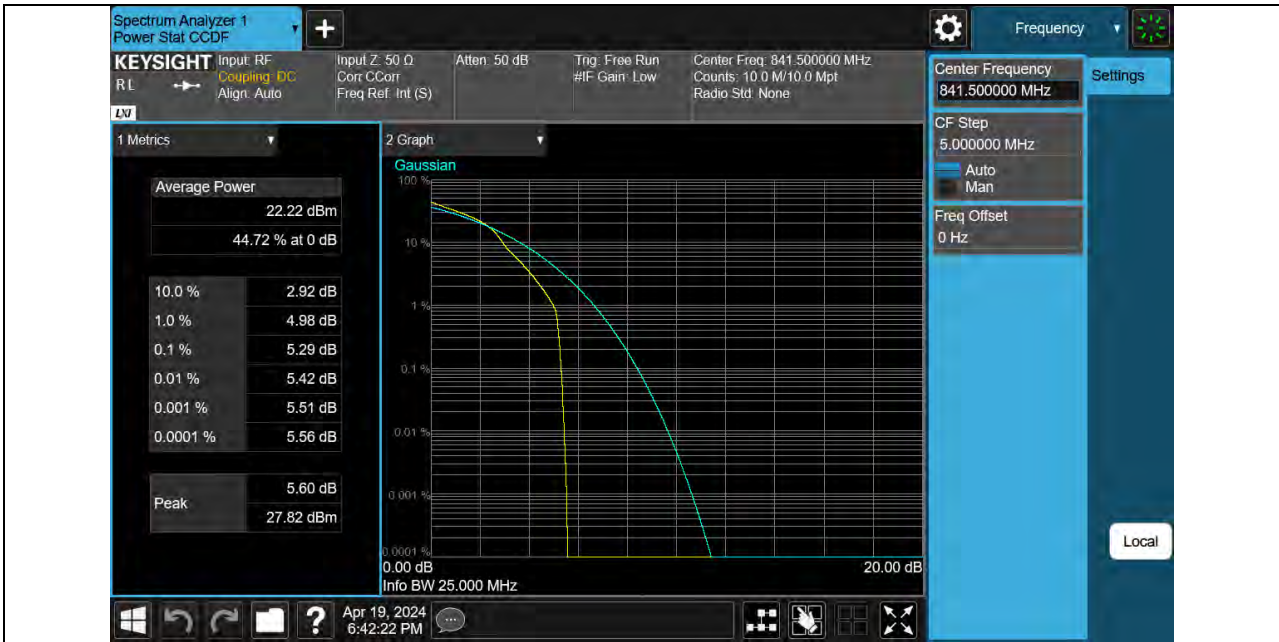 Spectrum Analyzer 1
Power Stat CCDF
Frequency
KEYSIGHT
RL
LXI
Input: RF
Coupling: DC
Align: Auto
Input Z: 50 Ω
Corr CCorr
Freq Ref: Int (S)
Atten: 50 dB
Trig: Free Run
#IF Gain: Low
Center Freq: 841.500000 MHz
Counts: 10.0 M/10.0 Mpt
Radio Std: None
Center Frequency
841.500000 MHz
Settings
CF Step
5.000000 MHz
Auto
Man
Freq Offset
0 Hz
1 Metrics
Average Power
22.22 dBm
44.72 % at 0 dB
10.0 % 2.92 dB
1.0 % 4.98 dB
0.1 % 5.29 dB
0.01 % 5.42 dB
0.001 % 5.51 dB
0.0001 % 5.56 dB
Peak
5.60 dB
27.82 dBm
2 Graph
Gaussian
100 %
10 %
1 %
0.1 %
0.01 %
0.001 %
0.0001 %
0.00 dB 20.00 dB
Info BW 25.000 MHz
Local
?
Apr 19, 2024
6:42:22 PM